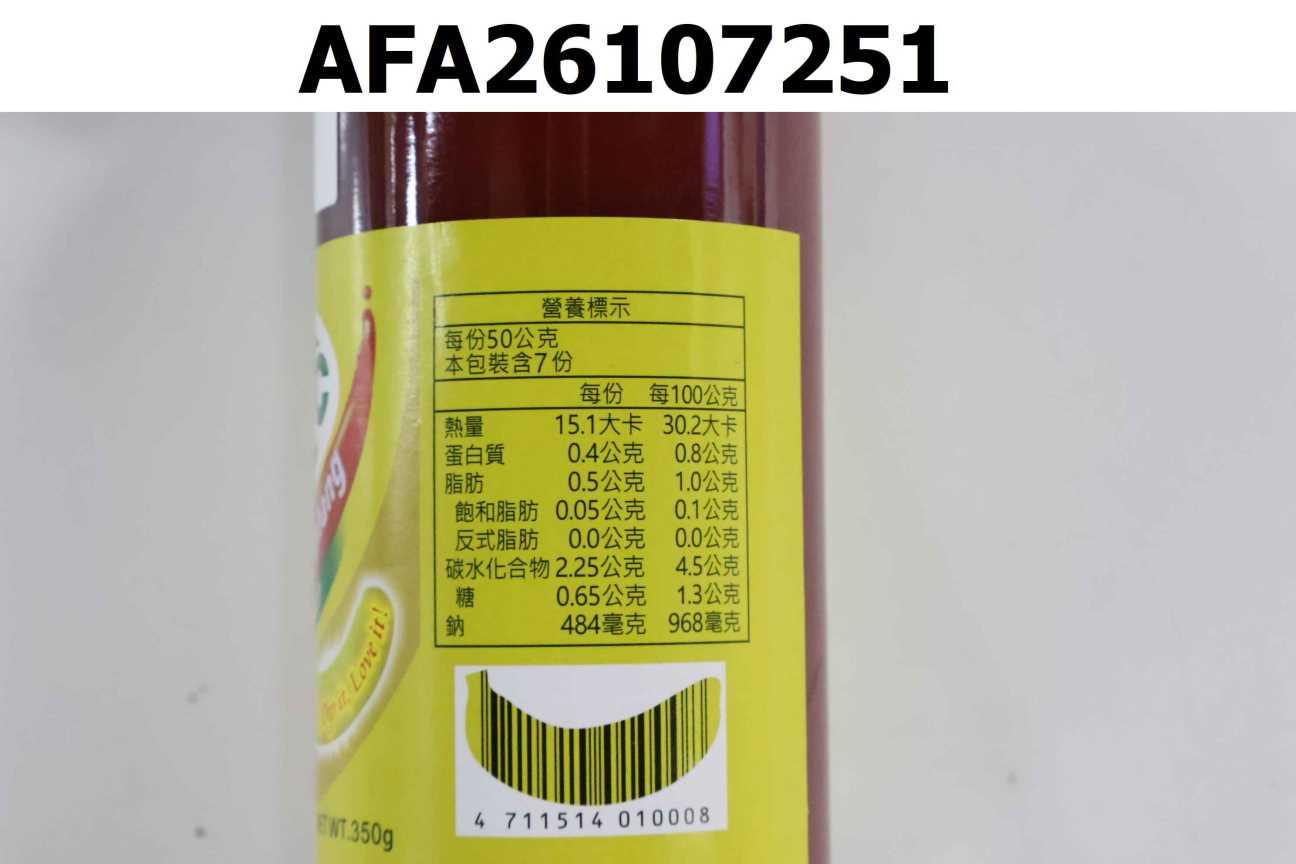 AFA26107251
營養標示
每份50公克
本包裝含7份
每份 每100公克
熱量 15.1大卡 30.2大卡
蛋白質 0.4公克 0.8公克
脂肪 0.5公克 1.0公克
飽和脂肪 0.05公克 0.1公克
反式脂肪 0.0公克 0.0公克
碳水化合物 2.25公克 4.5公克
糖 0.65公克 1.3公克
鈉 484毫克 968毫克
Love it!
4 711514 010008
WT.350g